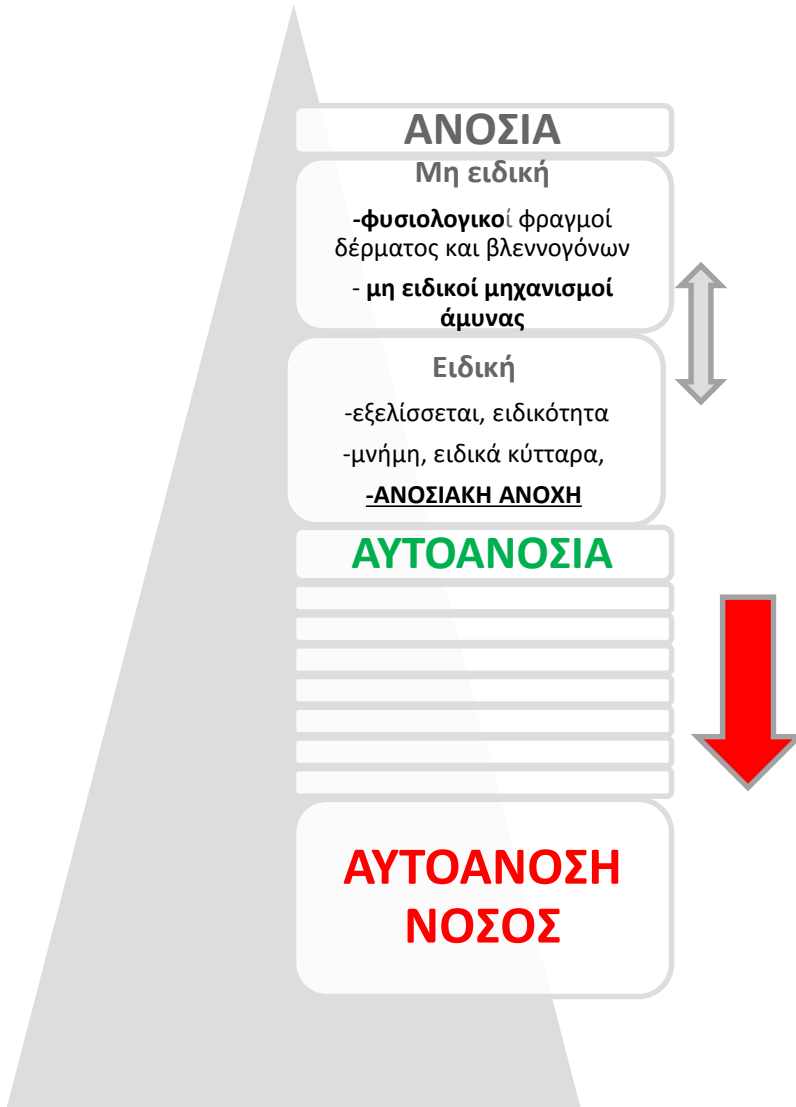 ΑΝΟΣΙΑ
Μη ειδική
-φυσιολογικοί φραγμοί
δέρματος και βλεννογόνων
- μη ειδικοί μηχανισμοί
άμυνας
Ειδική
-εξελίσσεται, ειδικότητα
-μνήμη, ειδικά κύτταρα,
-ΑΝΟΣΙΑΚΗ ΑΝΟΧΗ
ΑΥΤΟΑΝΟΣΙΑ
ΑΥΤΟΑΝΟΣΗ
ΝΟΣΟΣ